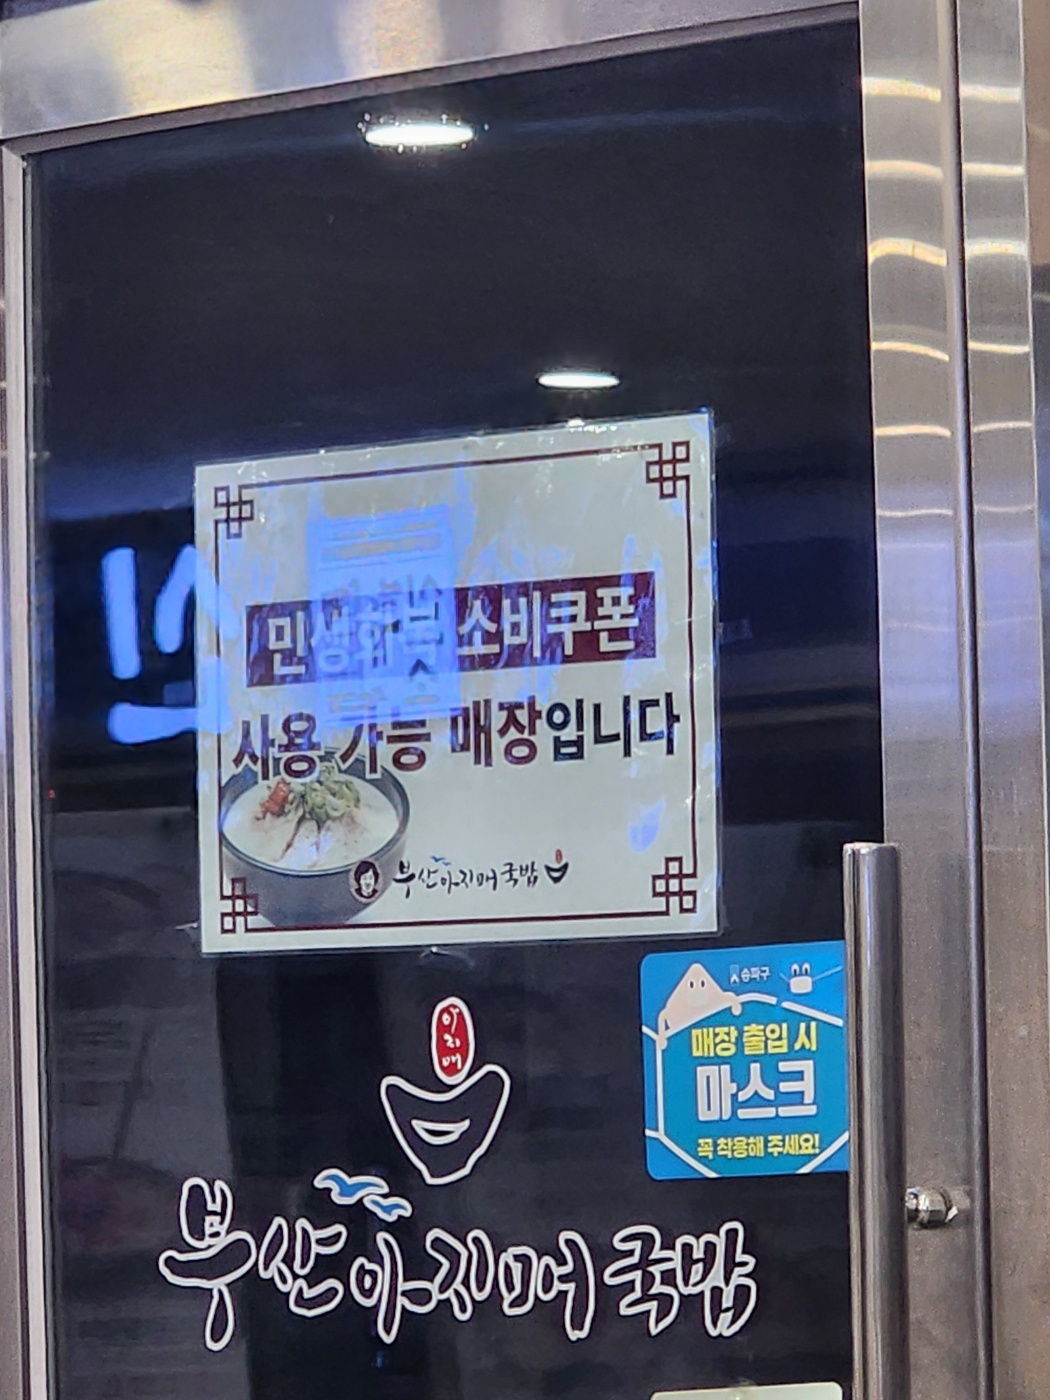 민생회복 소비쿠폰
사용 가능 매장입니다
부산아지매국밥
송파구
매장 출입 시
마스크
꼭 착용해 주세요!
아지매
부산아지매국밥